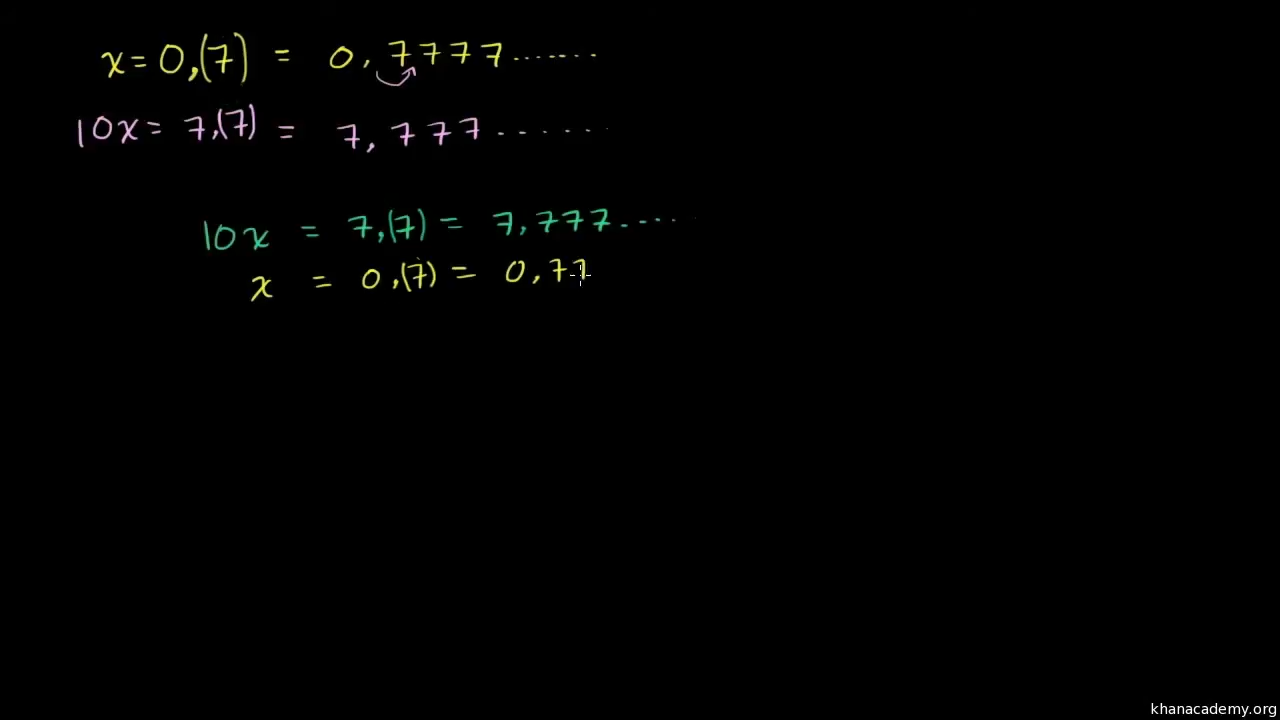 x = 0,(7) = 0,7777.......
10x = 7,(7) = 7,777.......
10x = 7,(7) = 7,777.....
x = 0,(7) = 0,77
khanacademy.org